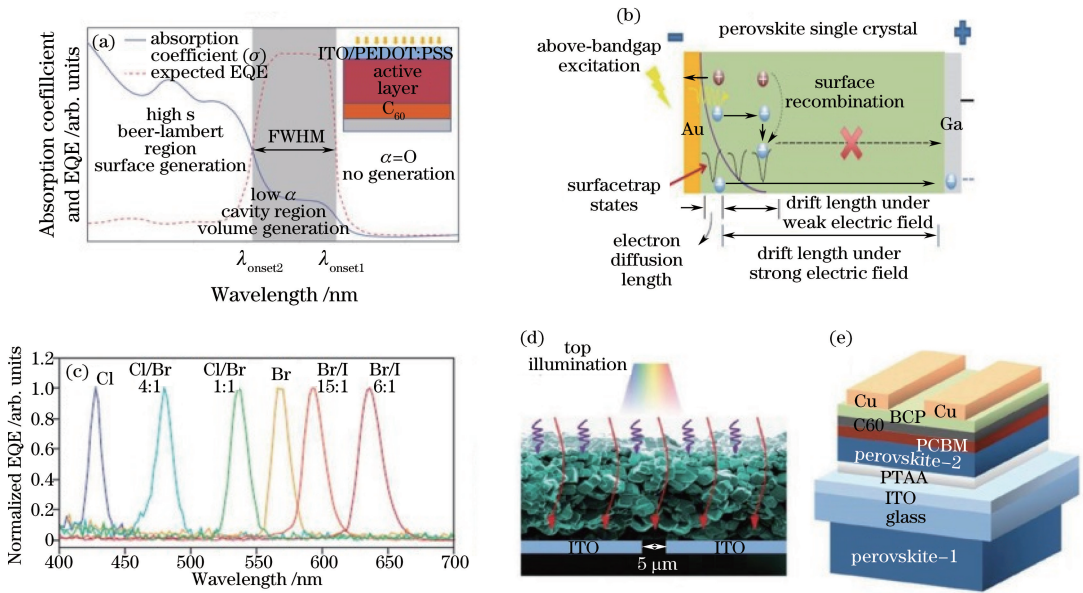 (a)
absorption
coefficient (σ)
expected EQE
ITO/PEDOT:PSS
active
layer
C60
high s
beer-lambert
region
surface generation
FWHM
α=O
no generation
low α
cavity region
volume generation
λonset2
λonset1
Wavelength /nm
Absorption coefillcient
and EQE /arb. units
(b)
perovskite single crystal
above-bandgap
excitation
surface
recombination
Au
Ga
surfacetrap
states
drift length under
weak electric field
electron
diffusion
length
drift length under
strong electric field
(c)
Cl
Cl/Br
4:1
Cl/Br
1:1
Br
Br/I
15:1
Br/I
6:1
1.2
1.0
0.8
0.6
0.4
0.2
0
400
450
500
550
600
650
700
Wavelength /nm
Normalized EQE /arb. units
(d)
top
illumination
ITO
ITO
5 μm
(e)
Cu
Cu
BCP
C60
PCBM
perovskite-2
PTAA
ITO
glass
perovskite-1